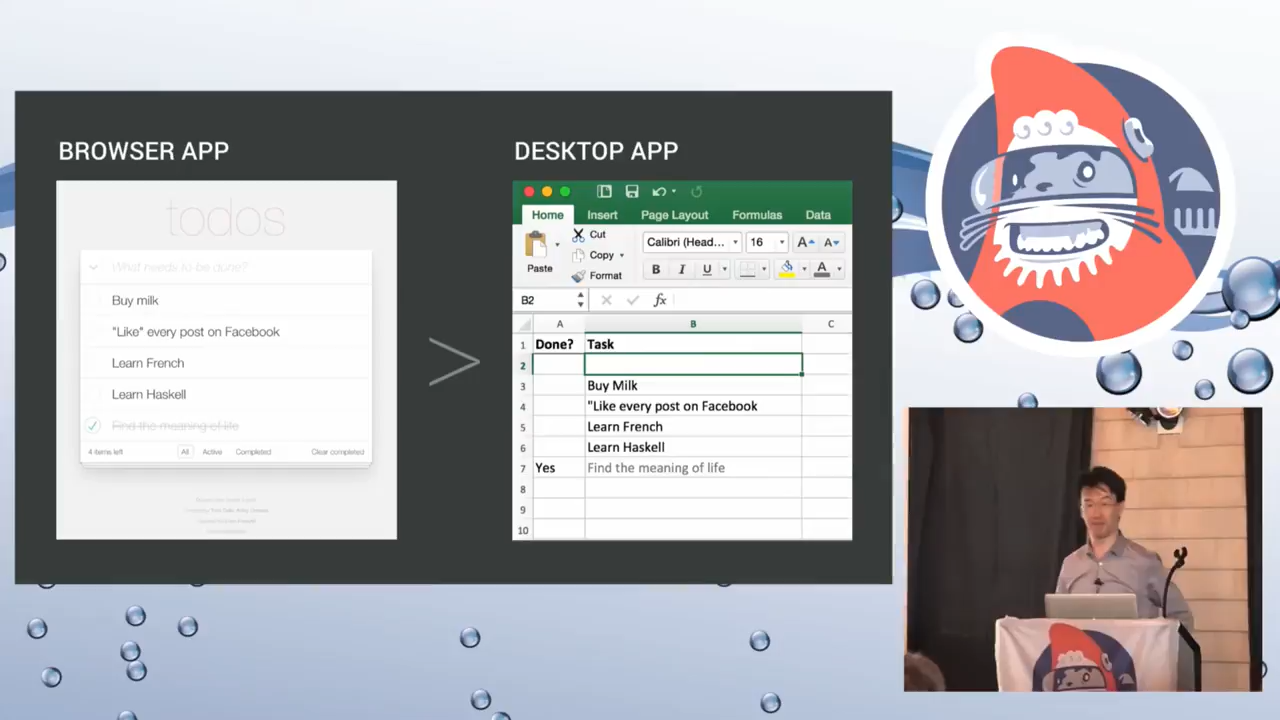 BROWSER APP
todos
What needs to be done?
Buy milk
"Like" every post on Facebook
Learn French
Learn Haskell
Find the meaning of life
4 items left
All
Active
Completed
Clear completed
>
DESKTOP APP
Home
Insert
Page Layout
Formulas
Data
Paste
Cut
Copy
Format
Calibri (Head...
16
A
A
B
I
U
A
B2
fx
A
B
C
1
Done?
Task
2
3
Buy Milk
4
"Like every post on Facebook
5
Learn French
6
Learn Haskell
7
Yes
Find the meaning of life
8
9
10